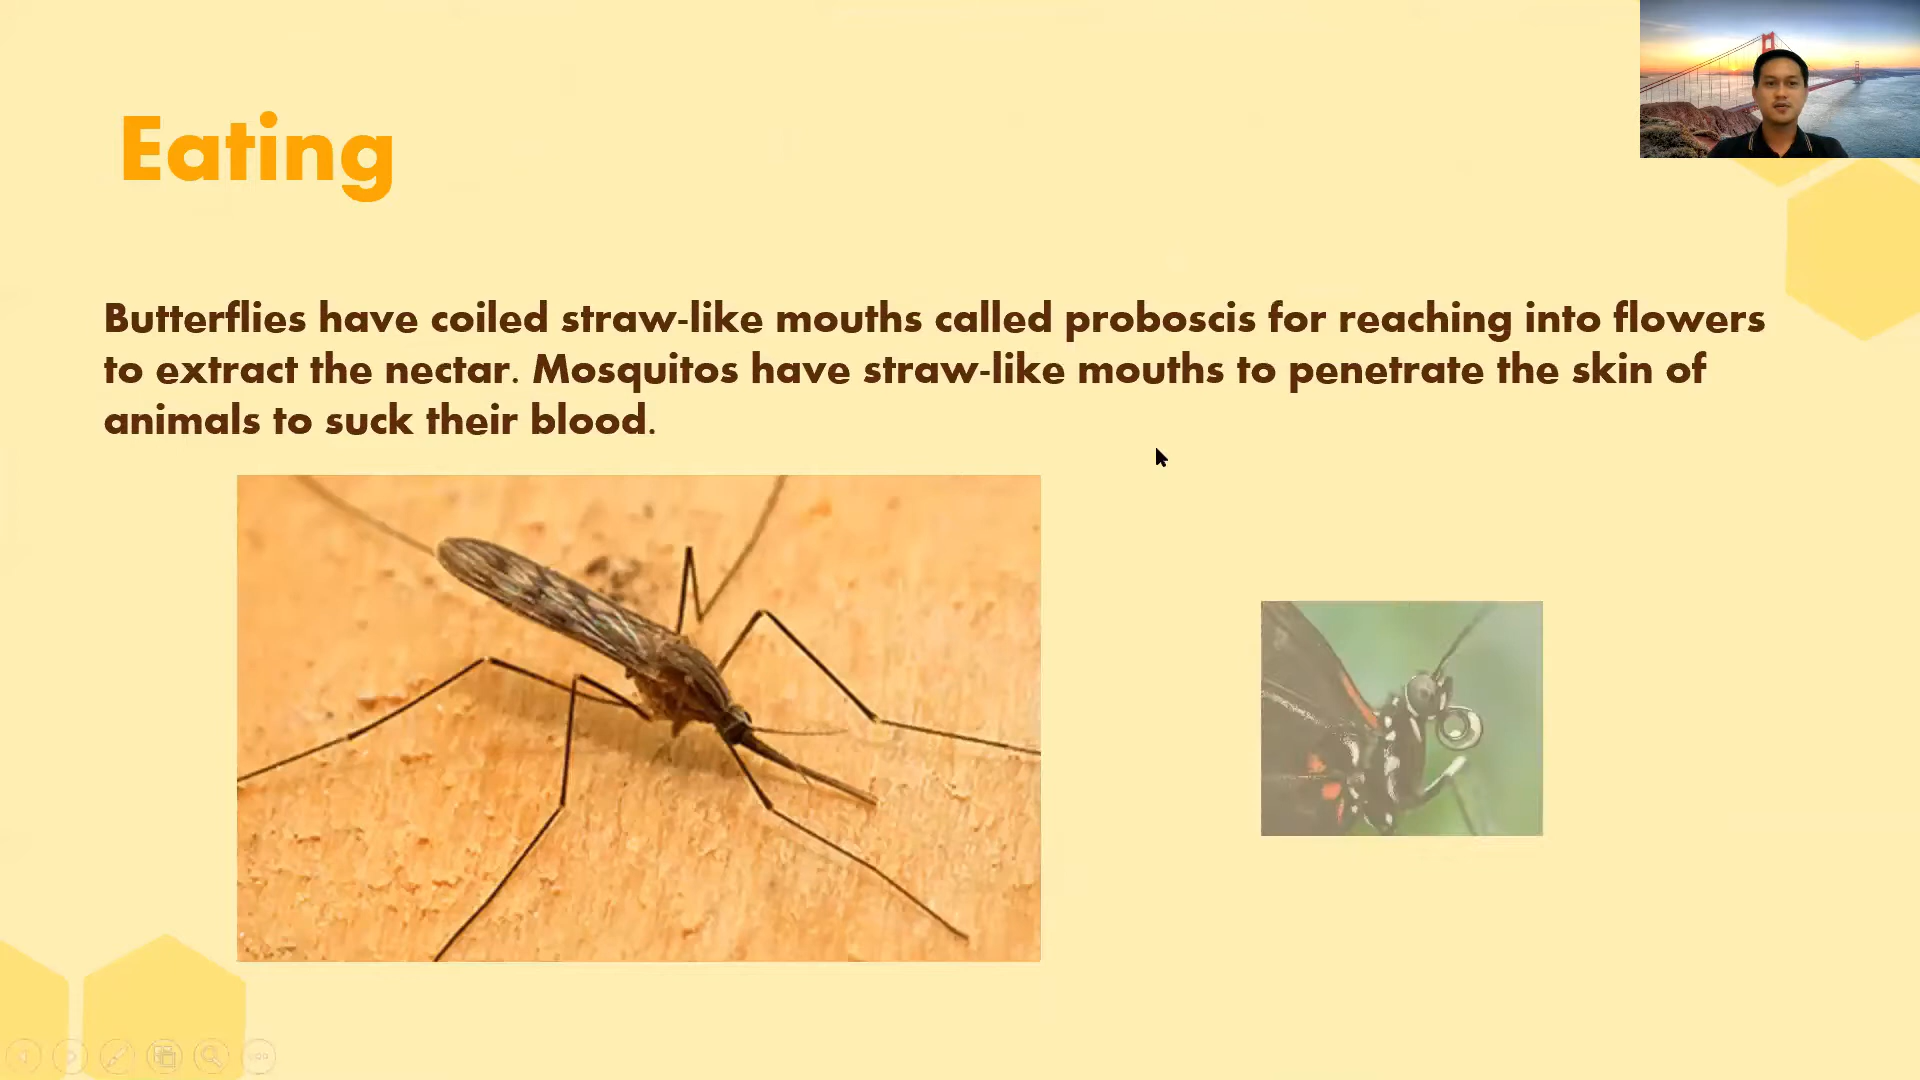 Eating
Butterflies have coiled straw-like mouths called proboscis for reaching into flowers
to extract the nectar. Mosquitos have straw-like mouths to penetrate the skin of
animals to suck their blood.